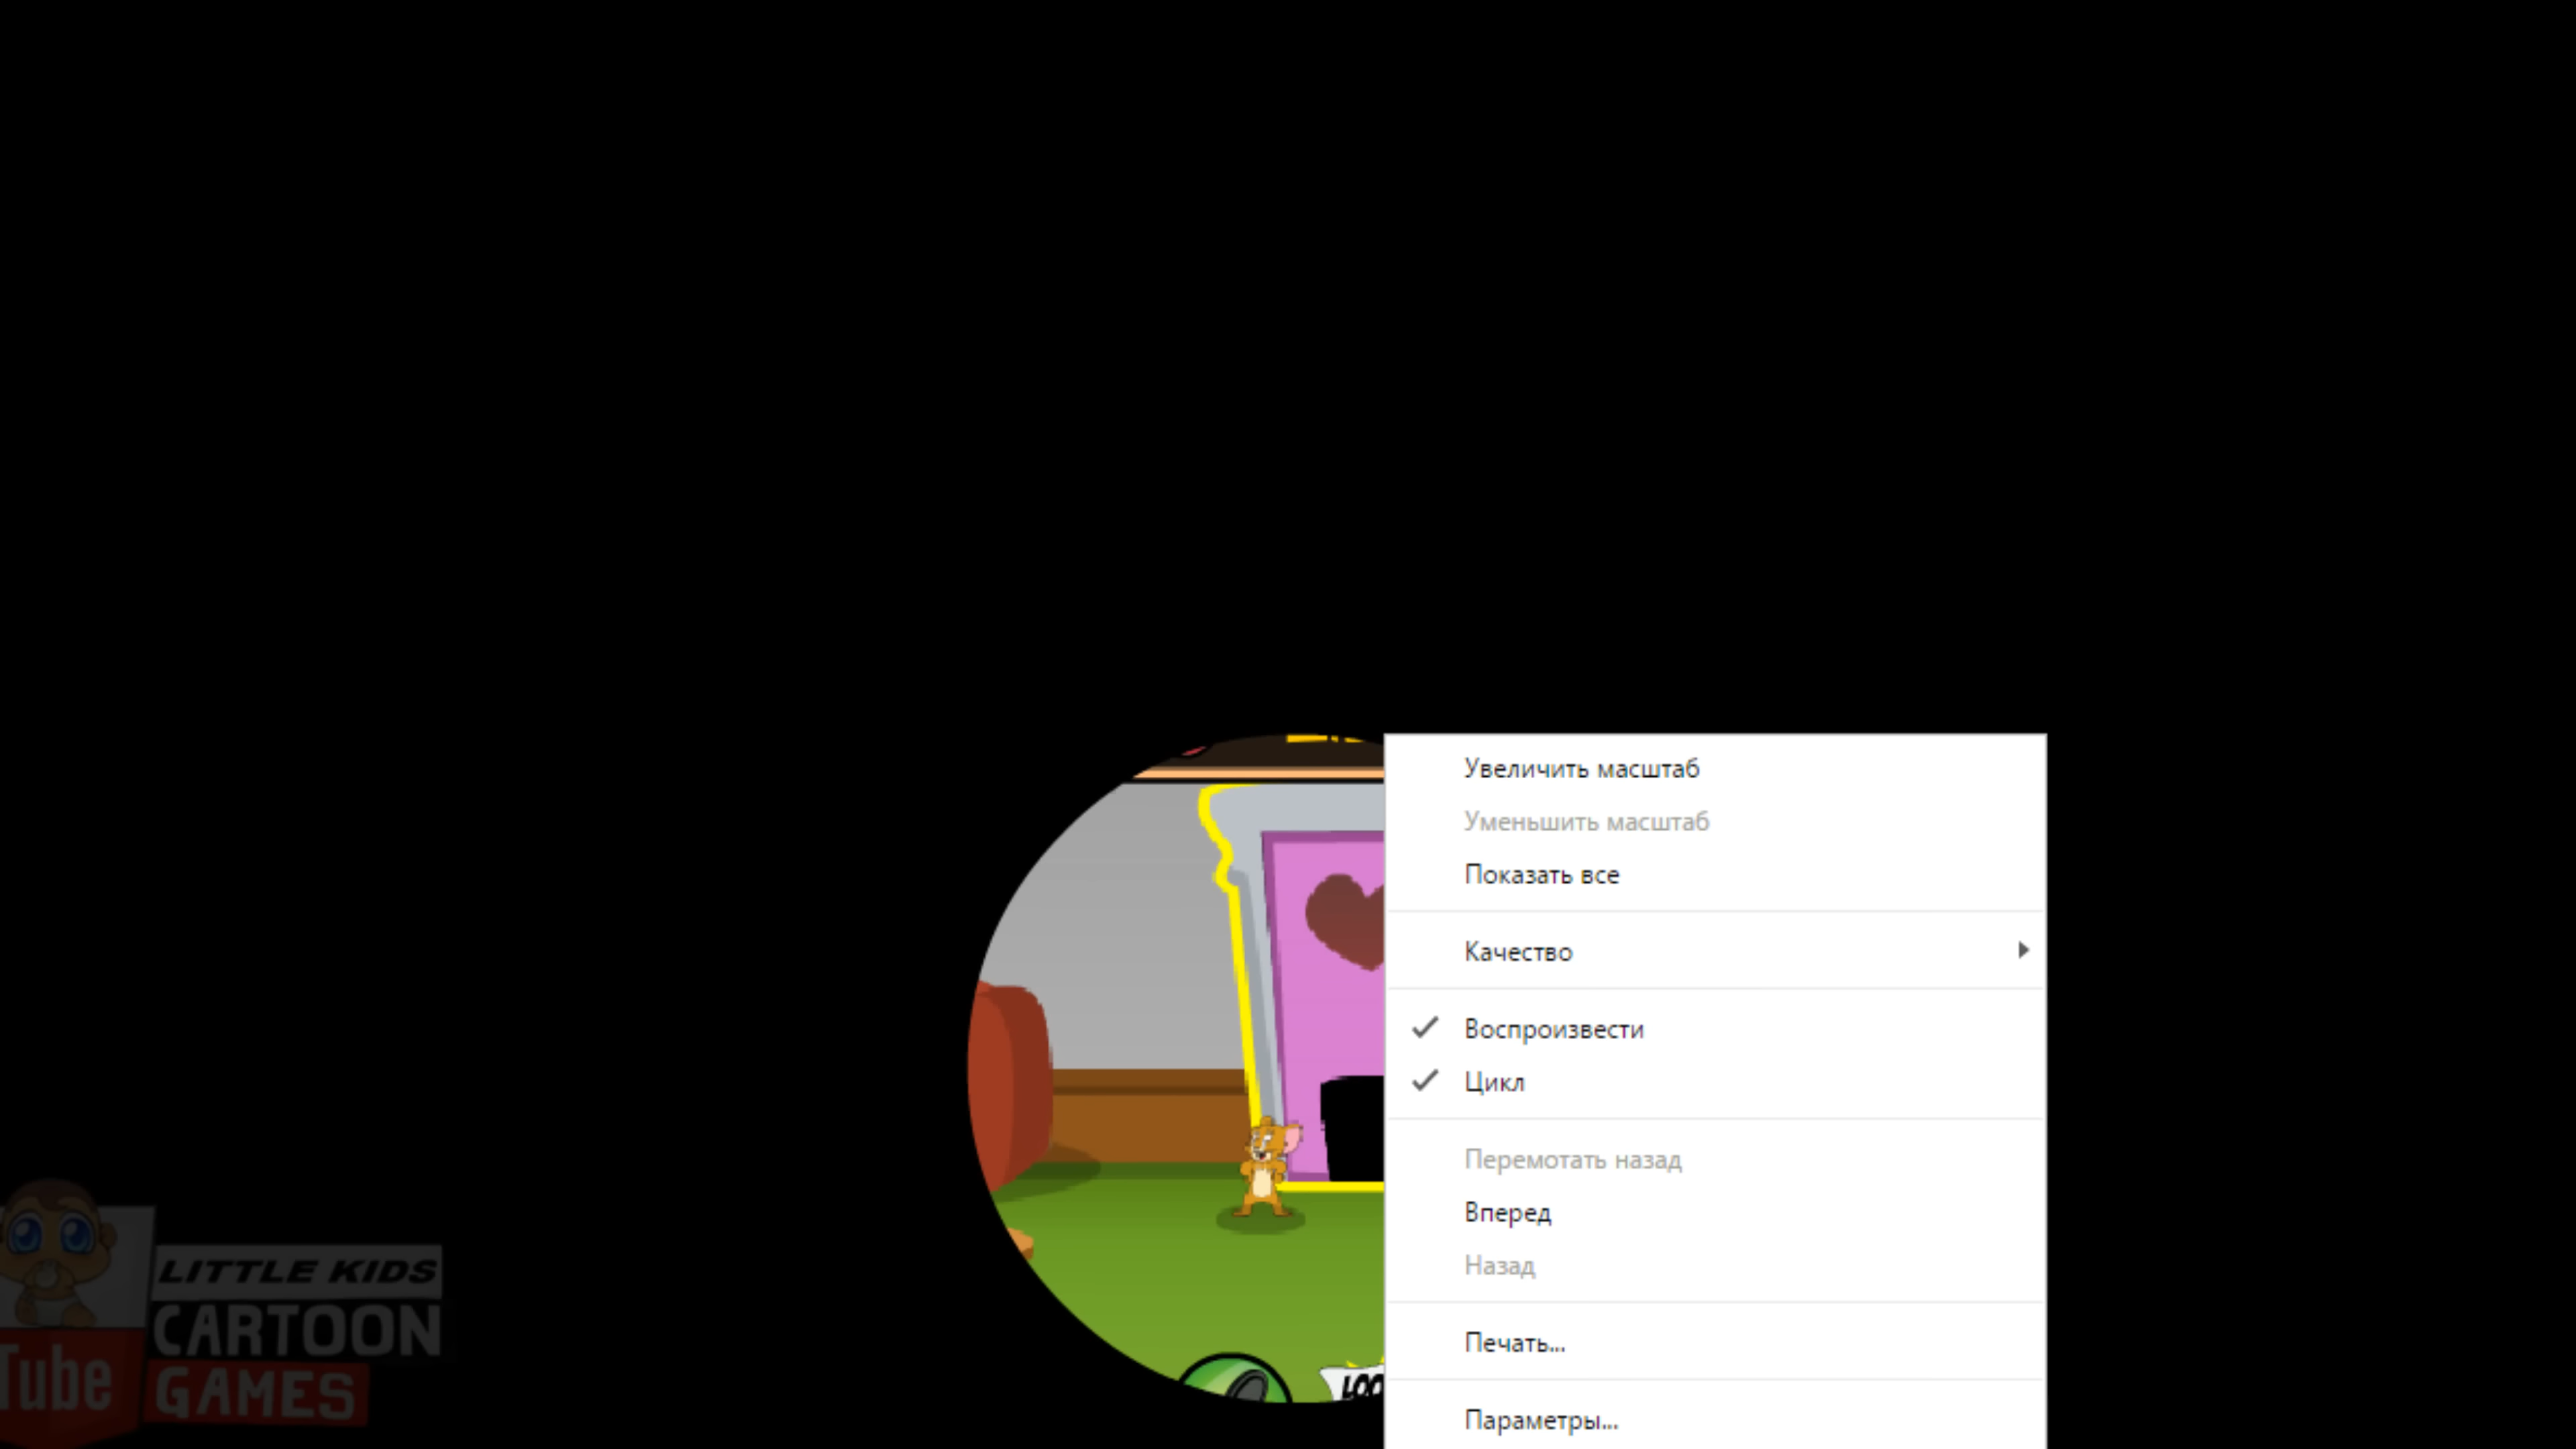 Увеличить масштаб
Уменьшить масштаб
Показать все
Качество
Воспроизвести
Цикл
Перемотать назад
Вперед
Назад
Печать...
Параметры...
LITTLE KIDS
CARTOON
GAMES
Tube